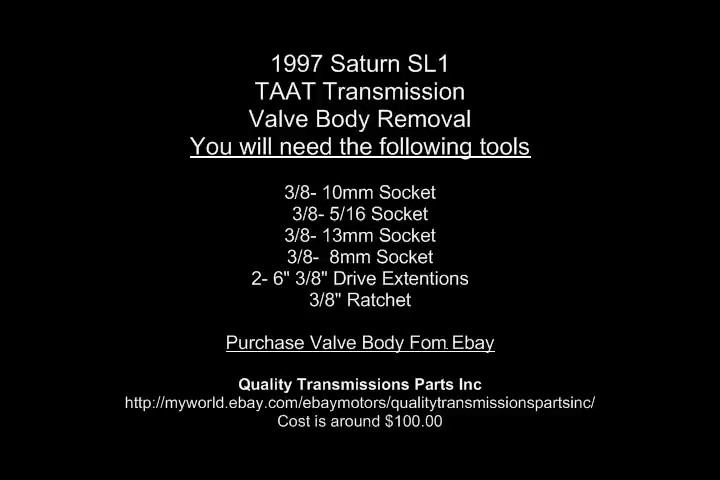 1997 Saturn SL1
TAAT Transmission
Valve Body Removal
You will need the following tools
3/8- 10mm Socket
3/8- 5/16 Socket
3/8- 13mm Socket
3/8-  8mm Socket
2- 6" 3/8" Drive Extentions
3/8" Ratchet
Purchase Valve Body Fom Ebay
Quality Transmissions Parts Inc
http://myworld.ebay.com/ebaymotors/qualitytransmissionspartsinc/
Cost is around $100.00